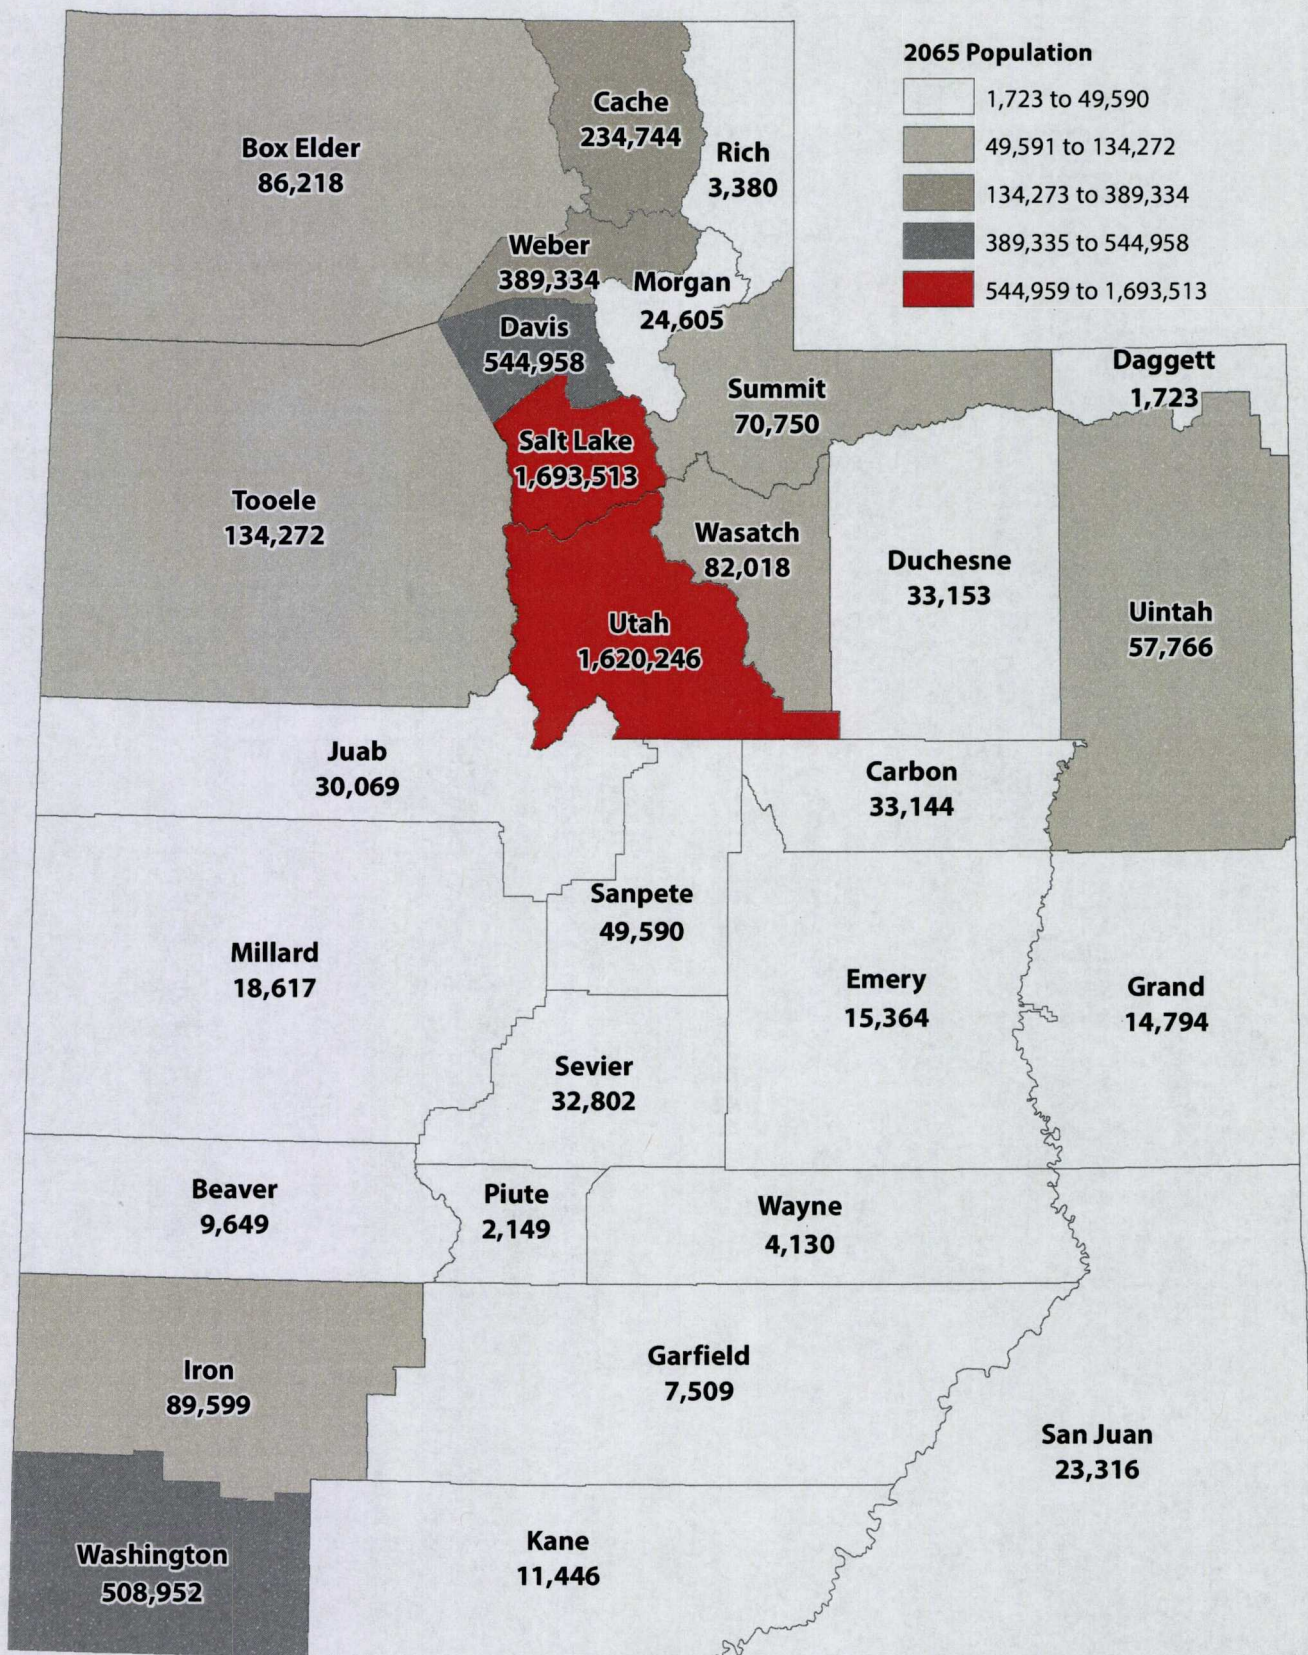 2065 Population
1,723 to 49,590
49,591 to 134,272
134,273 to 389,334
389,335 to 544,958
544,959 to 1,693,513
Cache
234,744
Box Elder
86,218
Rich
3,380
Weber
389,334
Morgan
24,605
Davis
544,958
Summit
70,750
Daggett
1,723
Salt Lake
1,693,513
Tooele
134,272
Wasatch
82,018
Duchesne
33,153
Uintah
57,766
Utah
1,620,246
Juab
30,069
Carbon
33,144
Sanpete
49,590
Millard
18,617
Emery
15,364
Grand
14,794
Sevier
32,802
Beaver
9,649
Piute
2,149
Wayne
4,130
Iron
89,599
Garfield
7,509
San Juan
23,316
Washington
508,952
Kane
11,446